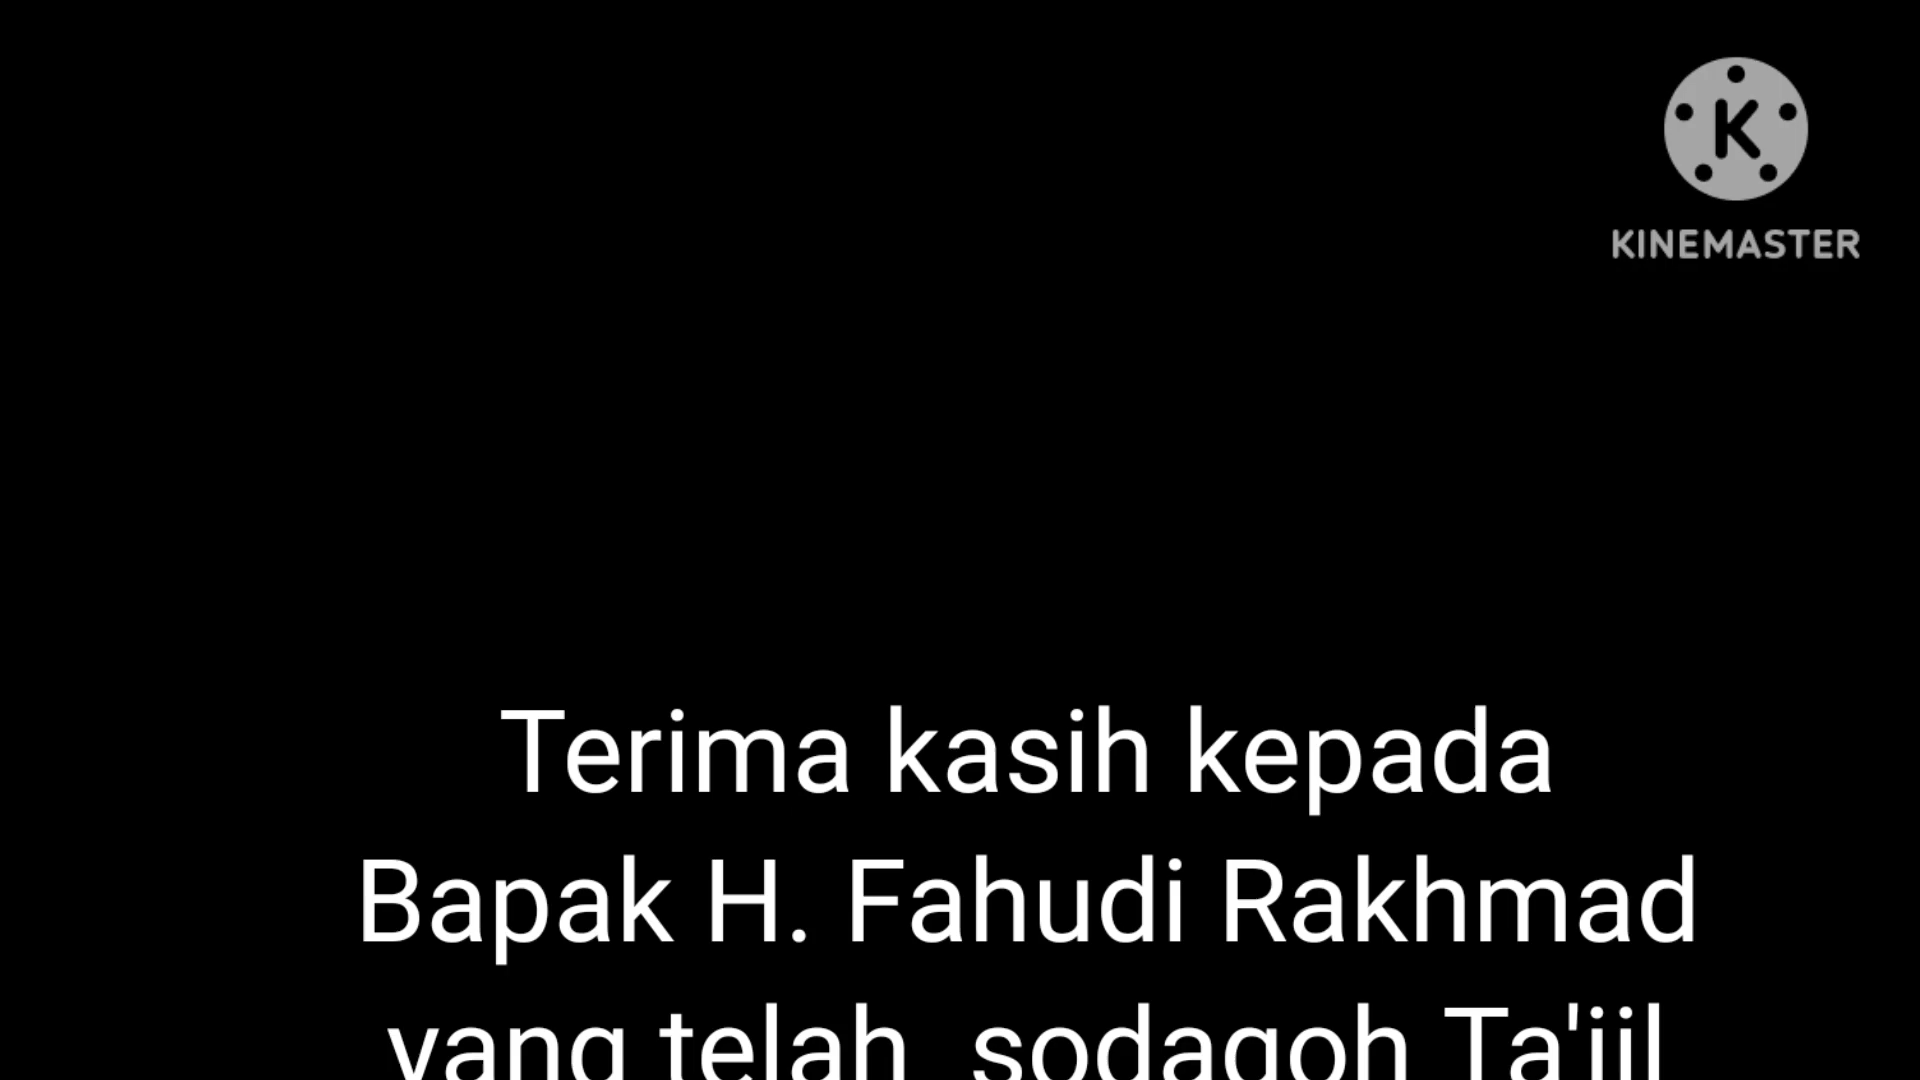 K
KINEMASTER
Terima kasih kepada
Bapak H. Fahudi Rakhmad
yang telah sodaqoh Ta'jil